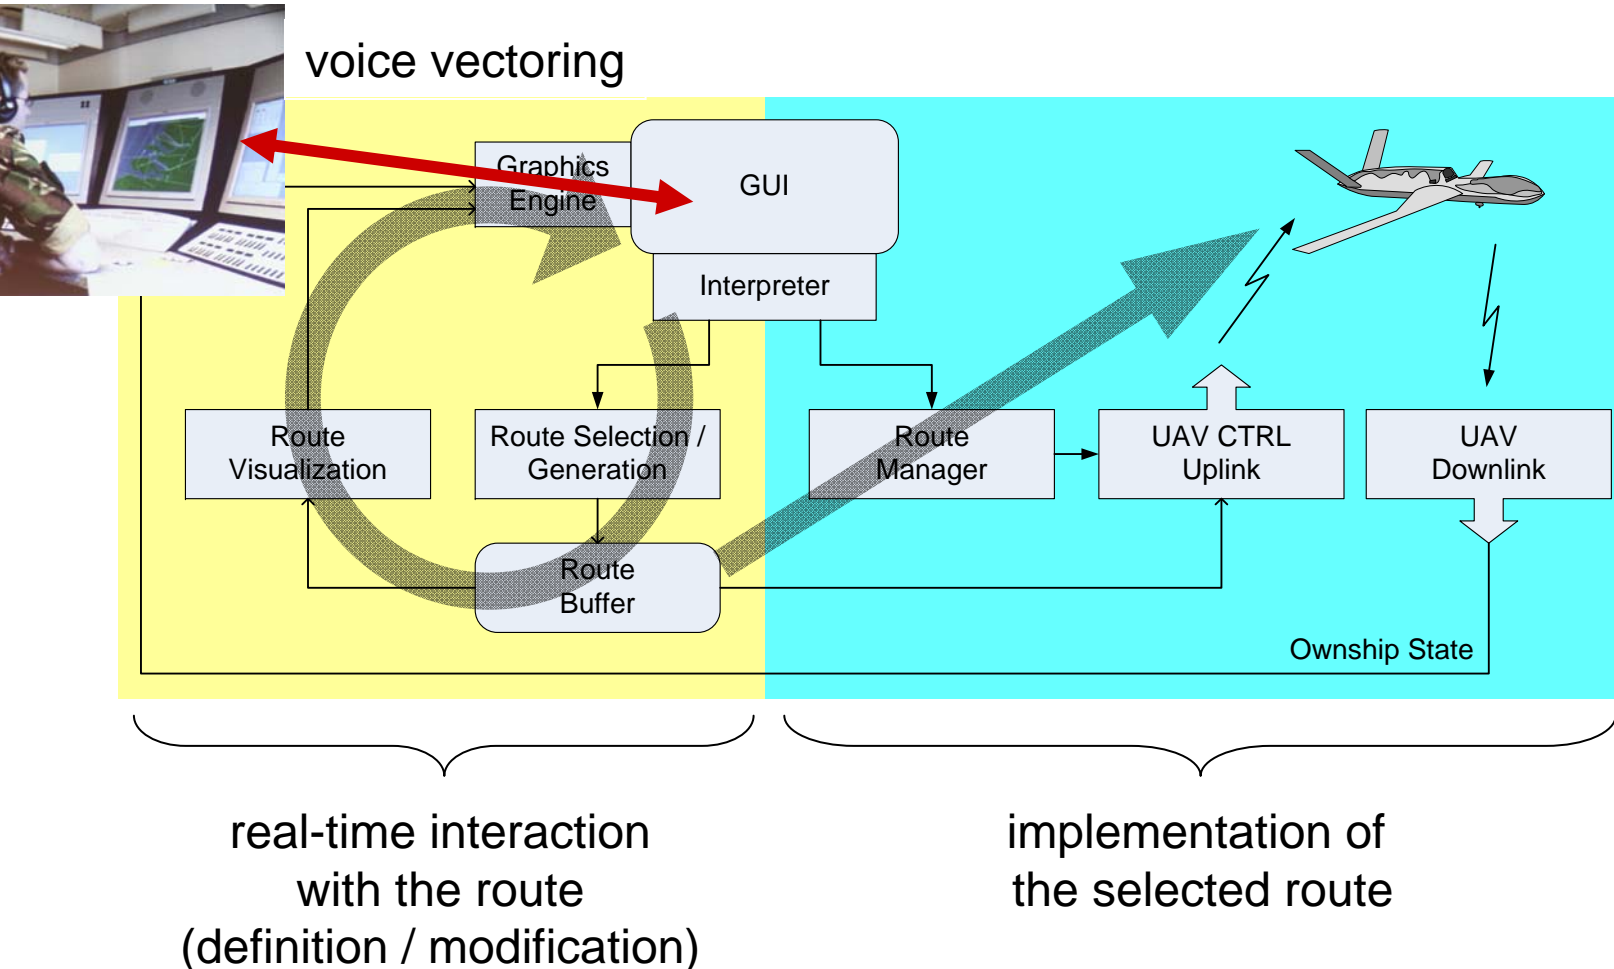 voice vectoring
Graphics
Engine
GUI
Interpreter
Route
Visualization
Route Selection /
Generation
Route
Manager
UAV CTRL
Uplink
UAV
Downlink
Route
Buffer
Ownship State
real-time interaction
with the route
(definition / modification)
implementation of
the selected route